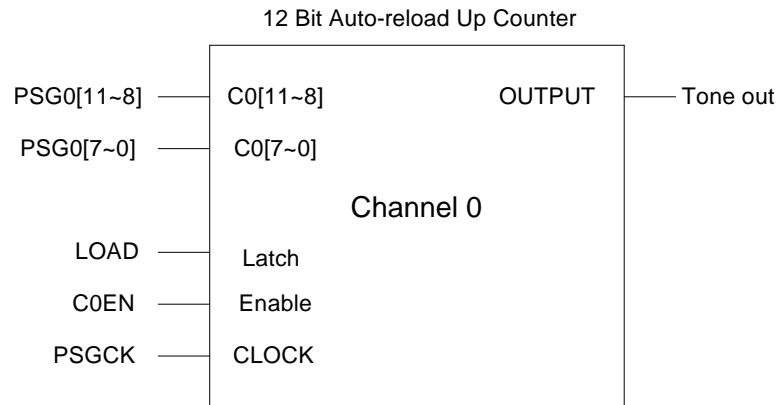 12 Bit Auto-reload Up Counter
PSG0[11~8] C0[11~8] OUTPUT Tone out
PSG0[7~0] C0[7~0]
Channel 0
LOAD Latch
C0EN Enable
PSGCK CLOCK